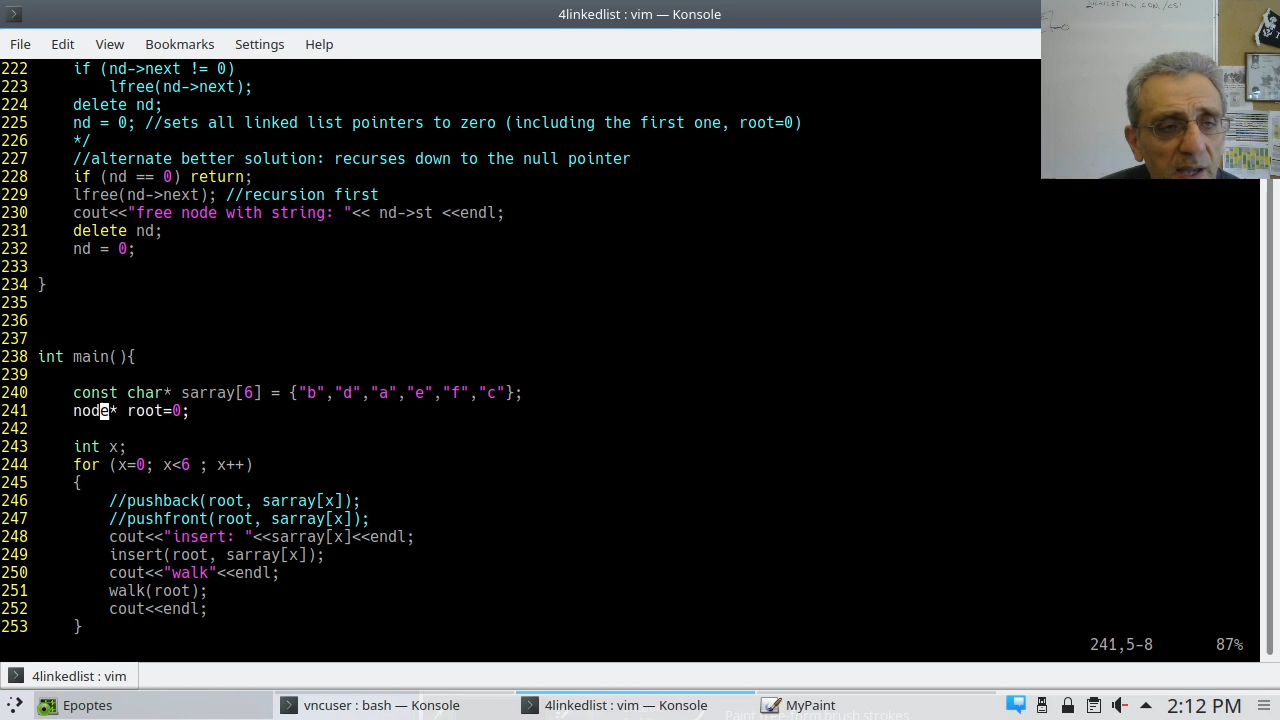 4linkedlist : vim — Konsole
File Edit View Bookmarks Settings Help
222 if (nd->next != 0)
223 lfree(nd->next);
224 delete nd;
225 nd = 0; //sets all linked list pointers to zero (including the first one, root=0)
226 */
227 //alternate better solution: recurses down to the null pointer
228 if (nd == 0) return;
229 lfree(nd->next); //recursion first
230 cout<<"free node with string: "<< nd->st <<endl;
231 delete nd;
232 nd = 0;
233
234 }
235
236
237
238 int main(){
239
240 const char* sarray[6] = {"b","d","a","e","f","c"};
241 node* root=0;
242
243 int x;
244 for (x=0; x<6 ; x++)
245 {
246 //pushback(root, sarray[x]);
247 //pushfront(root, sarray[x]);
248 cout<<"insert: "<<sarray[x]<<endl;
249 insert(root, sarray[x]);
250 cout<<"walk"<<endl;
251 walk(root);
252 cout<<endl;
253 }
241,5-8 87%
4linkedlist : vim
Epoptes vncuser : bash — Konsole 4linkedlist : vim — Konsole MyPaint 2:12 PM
Paint free-form brush strokes